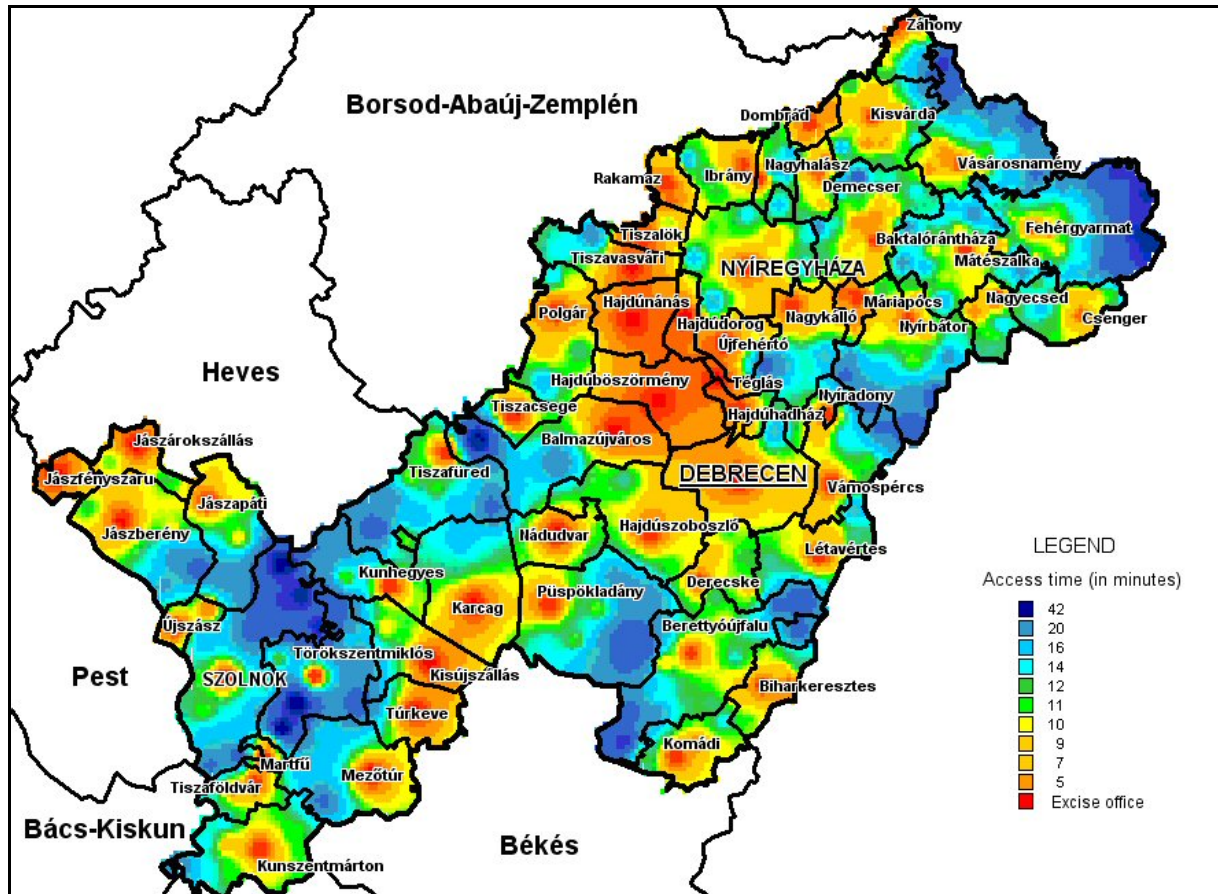 Záhony
Borsod-Abaúj-Zemplén
Dombrád
Kisvárda
Nagyhalász
Vásárosnamény
Ibrány
Rakamaz
Demecser
Tiszalök
Fehérgyarmat
Baktalórántháza
Tiszavasvári
NYÍREGYHÁZA
Mátészalka
Hajdúnánás
Máriapócs
Nagyecsed
Polgár
Hajdúdorog
Nagykálló
Nyírbátor
Csenger
Újfehértó
Heves
Hajdúböszörmény
Téglás
Nyíradony
Tiszacsege
Hajdúhadház
Jászárokszállás
Balmazújváros
Tiszafüred
DEBRECEN
Jászfényszaru
Vámospércs
Jászapáti
Jászberény
Nádudvar
Hajdúszoboszló
Létavértes
LEGEND
Kunhegyes
Derecske
Access time (in minutes)
Püspökladány
Karcag
42
20
Újszász
Berettyóújfalu
16
Törökszentmiklós
14
Pest
SZOLNOK
Kisújszállás
12
Biharkeresztes
11
10
Túrkeve
9
Komádi
7
Martfű
Mezőtúr
5
Tiszaföldvár
Excise office
Bács-Kiskun
Békés
Kunszentmárton